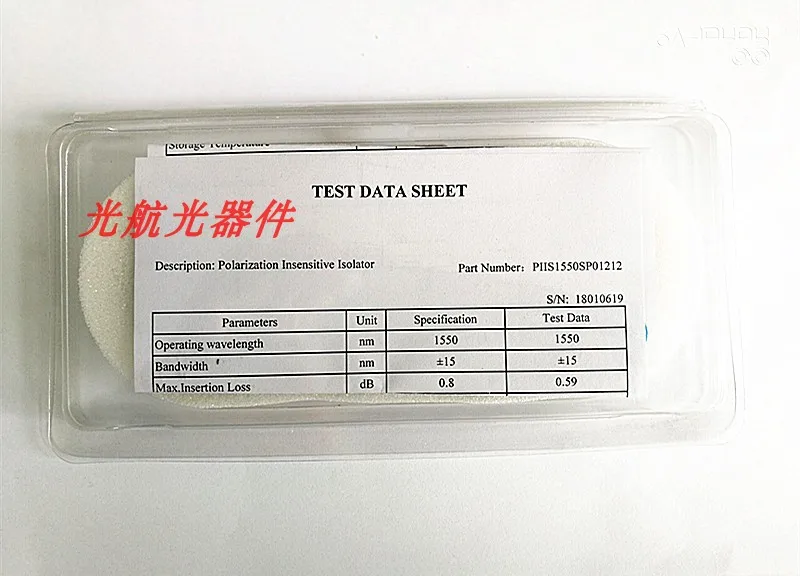 Storage Temperature
TEST DATA SHEET
光航光器件
Description: Polarization Insensitive Isolator
Part Number: PIIS1550SP01212
S/N: 18010619
Parameters Unit Specification Test Data
Operating wavelength nm 1550 1550
Bandwidth nm ±15 ±15
Max.Insertion Loss dB 0.8 0.59